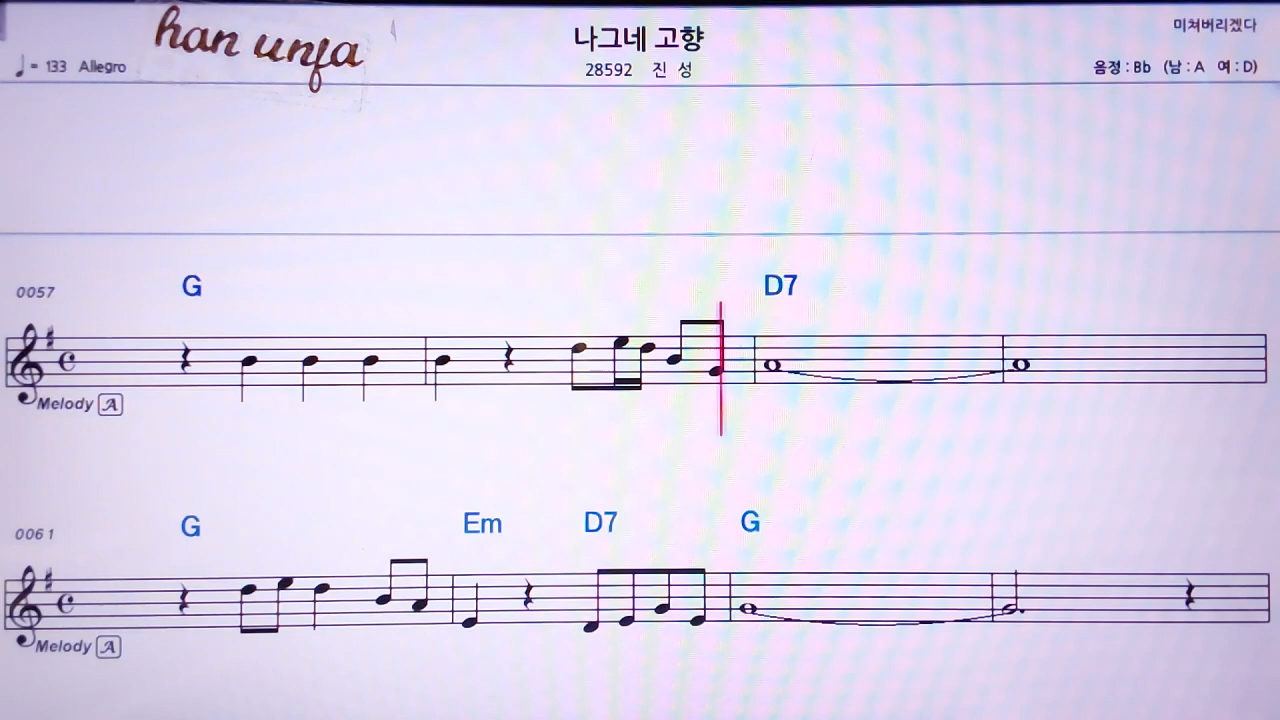 han unja
나그네 고향
미쳐버리겠다
♩= 133 Allegro
28592 진 성
음정 : Bb (남 : A 여 : D)
G D7
0057
Melody A
G Em D7 G
0061
Melody A